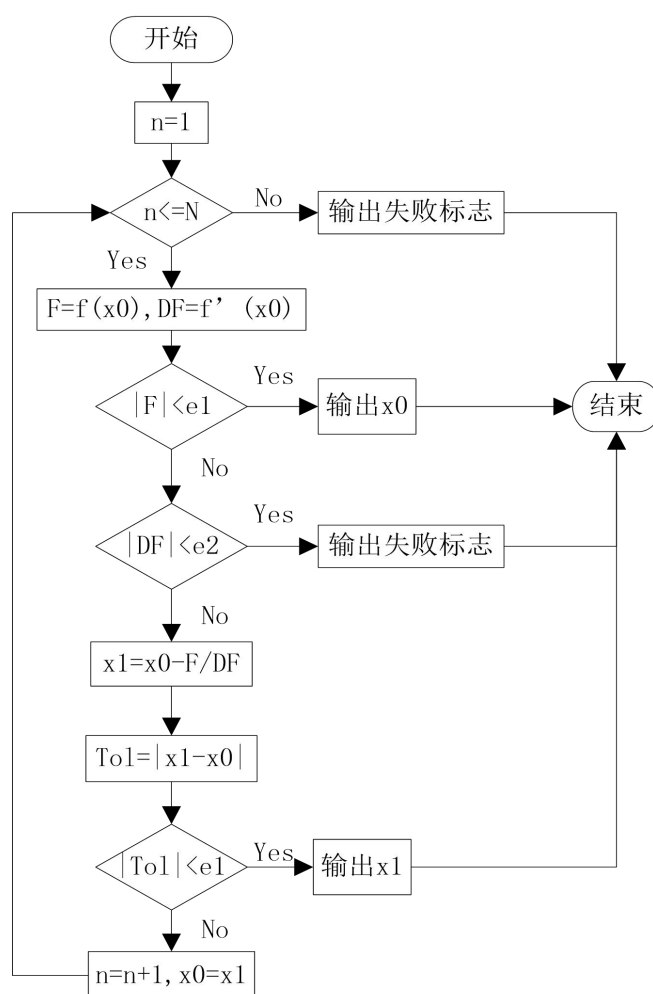 开始
n=1
n<=N
No
输出失败标志
Yes
F=f(x0),DF=f'(x0)
|F|<e1
Yes
输出x0
结束
No
|DF|<e2
Yes
输出失败标志
No
x1=x0-F/DF
Tol=|x1-x0|
|Tol|<e1
Yes
输出x1
No
n=n+1,x0=x1